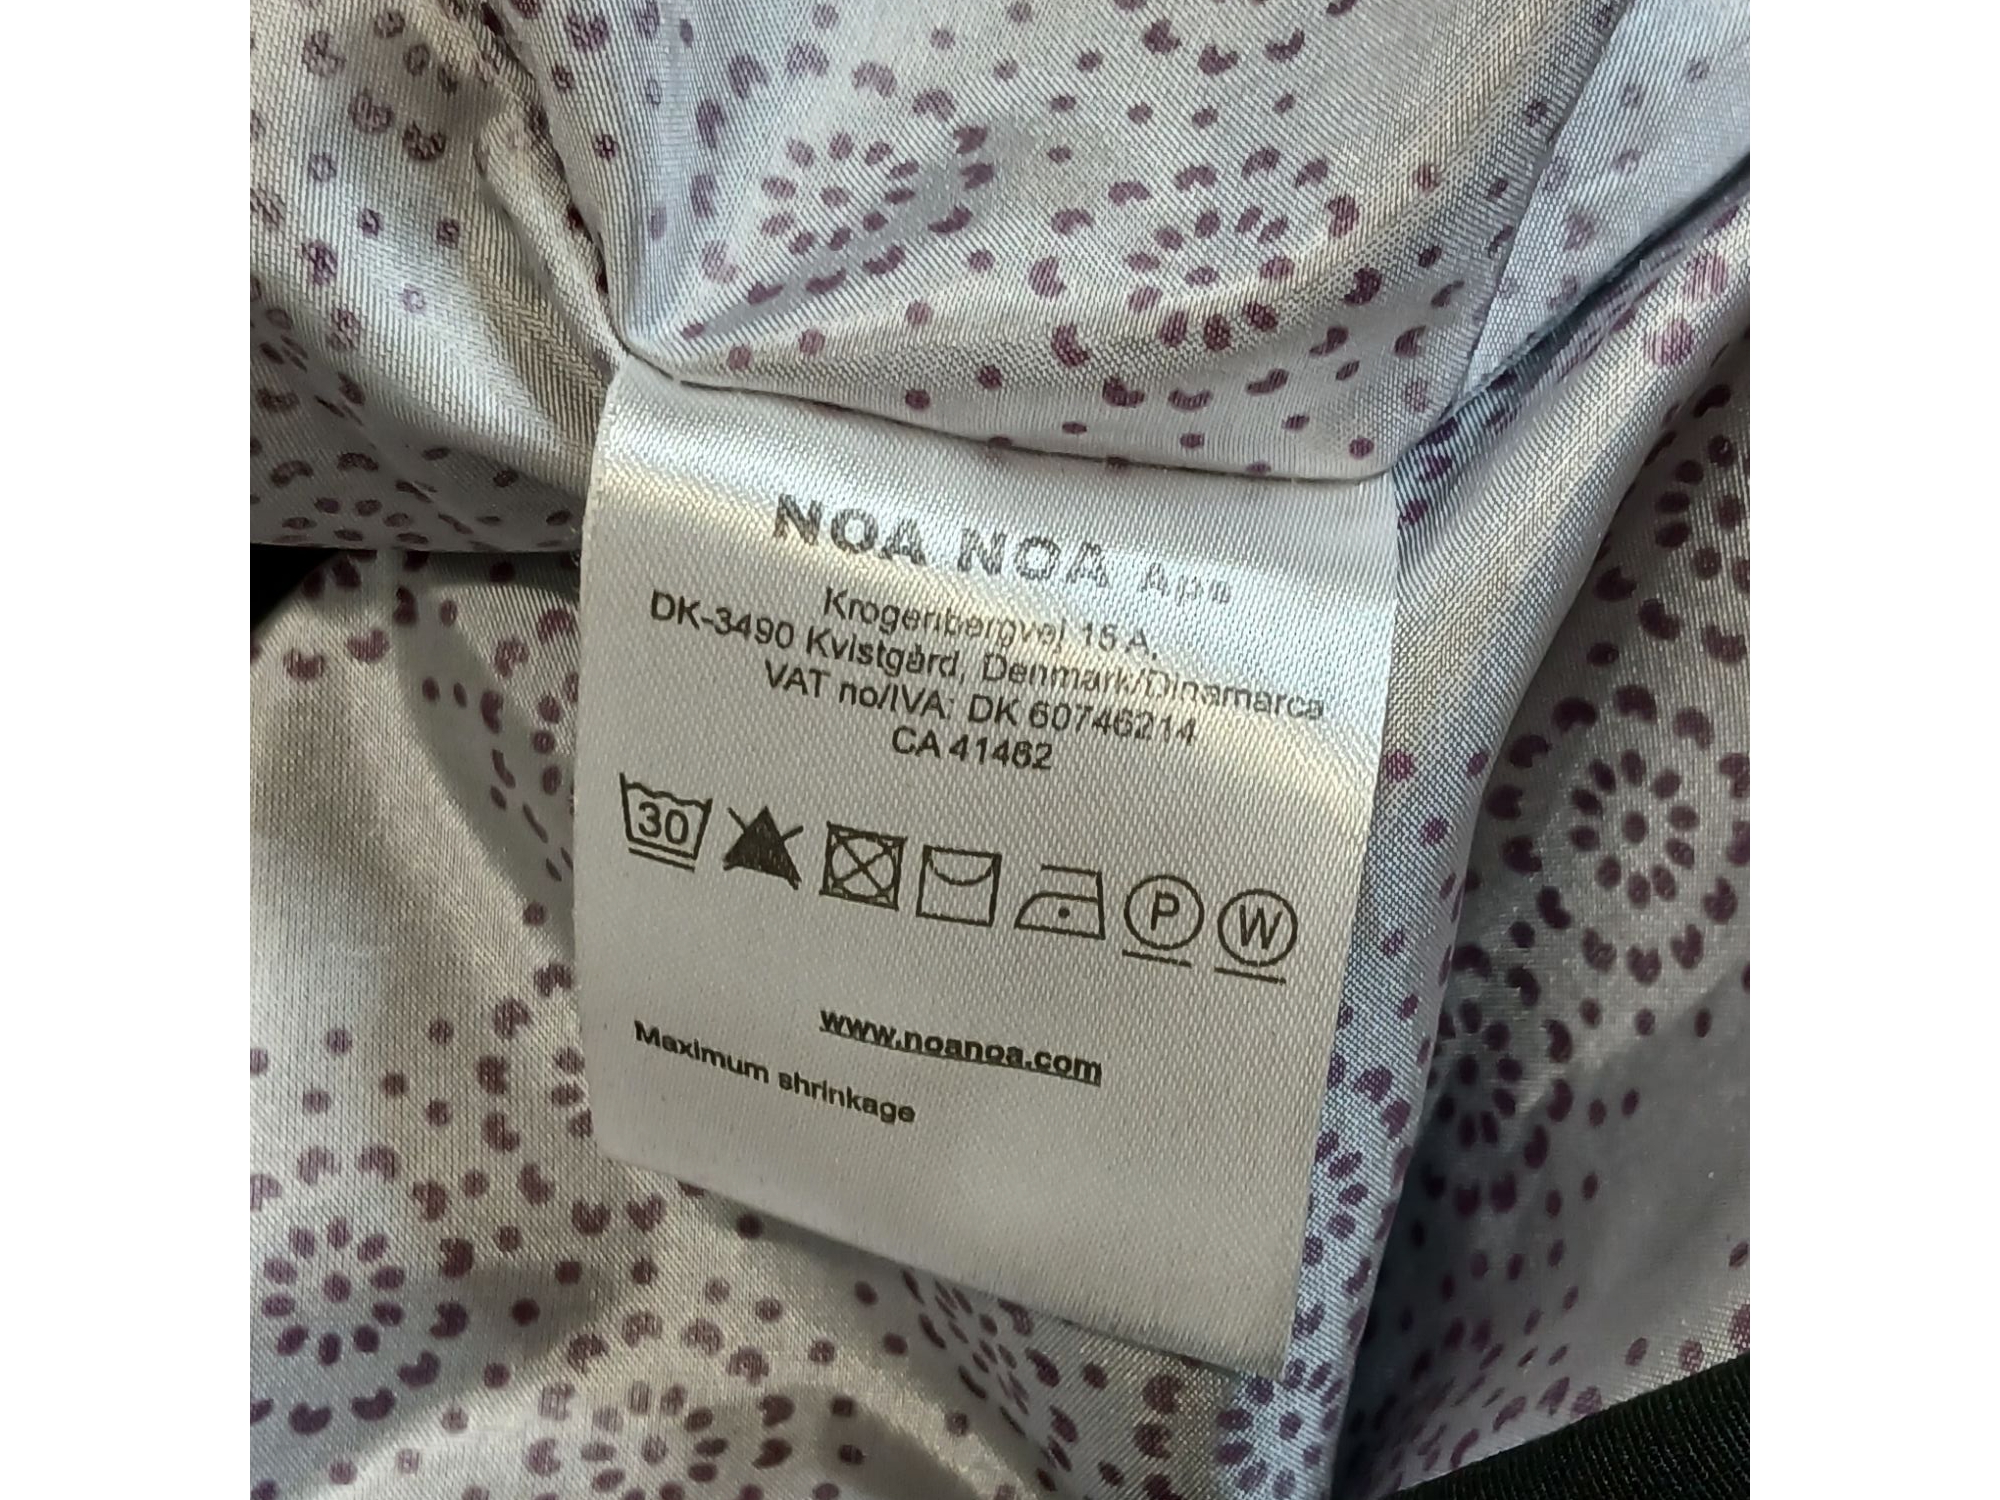 NOA NOA Aps
Krogenbergvej 15 A,
DK-3490 Kvistgård, Denmark/Dinamarca
VAT no/IVA: DK 60746214
CA 41462
30
P W
www.noanoa.com
Maximum shrinkage